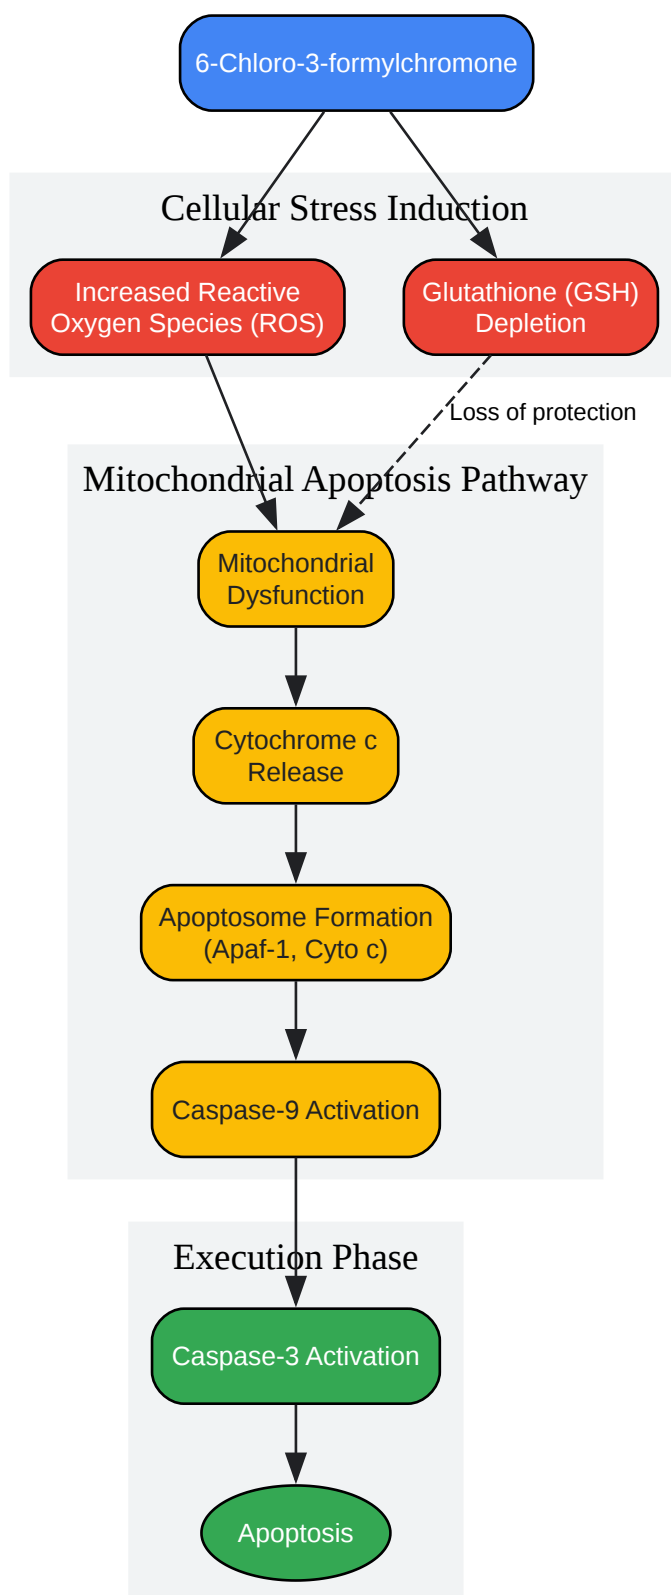 6-Chloro-3-formylchromone
Cellular Stress Induction
Increased Reactive
Oxygen Species (ROS)
Glutathione (GSH)
Depletion
Loss of protection
Mitochondrial Apoptosis Pathway
Mitochondrial
Dysfunction
Cytochrome c
Release
Apoptosome Formation
(Apaf-1, Cyto c)
Caspase-9 Activation
Execution Phase
Caspase-3 Activation
Apoptosis